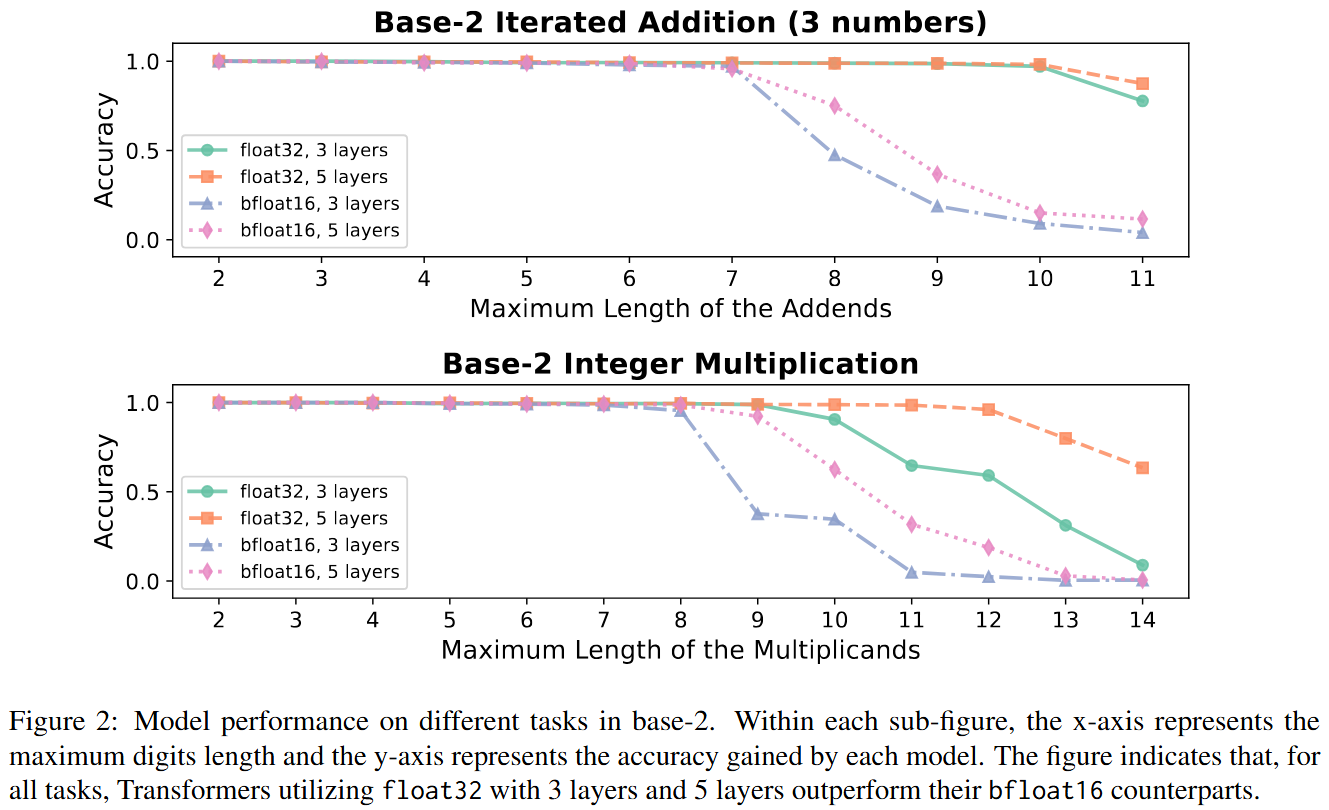 Base-2 Iterated Addition (3 numbers)
1.0
0.5
0.0
Accuracy
float32, 3 layers
float32, 5 layers
bfloat16, 3 layers
bfloat16, 5 layers
2 3 4 5 6 7 8 9 10 11
Maximum Length of the Addends
Base-2 Integer Multiplication
1.0
0.5
0.0
Accuracy
float32, 3 layers
float32, 5 layers
bfloat16, 3 layers
bfloat16, 5 layers
2 3 4 5 6 7 8 9 10 11 12 13 14
Maximum Length of the Multiplicands
Figure 2: Model performance on different tasks in base-2. Within each sub-figure, the x-axis represents the
maximum digits length and the y-axis represents the accuracy gained by each model. The figure indicates that, for
all tasks, Transformers utilizing float32 with 3 layers and 5 layers outperform their bfloat16 counterparts.